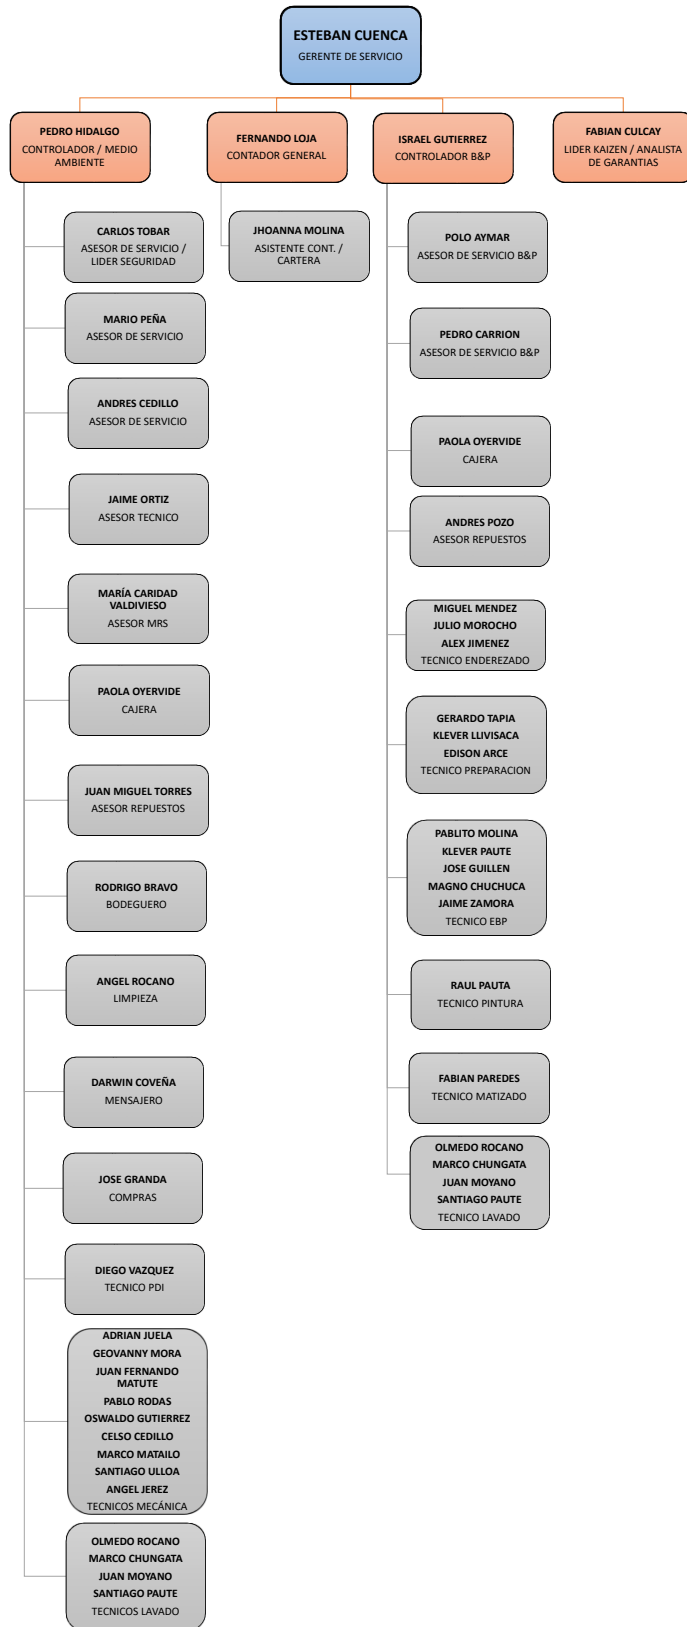 ESTEBAN CUENCA
GERENTE DE SERVICIO
PEDRO HIDALGO
CONTROLADOR / MEDIO
AMBIENTE
FERNANDO LOJA
CONTADOR GENERAL
ISRAEL GUTIERREZ
CONTROLADOR B&P
FABIAN CULCAY
LIDER KAIZEN / ANALISTA
DE GARANTIAS
CARLOS TOBAR
ASESOR DE SERVICIO /
LIDER SEGURIDAD
MARIO PEÑA
ASESOR DE SERVICIO
ANDRES CEDILLO
ASESOR DE SERVICIO
JAIME ORTIZ
ASESOR TECNICO
MARÍA CARIDAD
VALDIVIESO
ASESOR MRS
PAOLA OYERVIDE
CAJERA
JUAN MIGUEL TORRES
ASESOR REPUESTOS
RODRIGO BRAVO
BODEGUERO
ANGEL ROCANO
LIMPIEZA
DARWIN COVEÑA
MENSAJERO
JOSE GRANDA
COMPRAS
DIEGO VAZQUEZ
TECNICO PDI
ADRIAN JUELA
GEOVANNY MORA
JUAN FERNANDO
MATUTE
PABLO RODAS
OSWALDO GUTIERREZ
CELSO CEDILLO
MARCO MATAILO
SANTIAGO ULLOA
ANGEL JEREZ
TECNICOS MECÁNICA
OLMEDO ROCANO
MARCO CHUNGATA
JUAN MOYANO
SANTIAGO PAUTE
TECNICOS LAVADO
JHOANNA MOLINA
ASISTENTE CONT. /
CARTERA
POLO AYMAR
ASESOR DE SERVICIO B&P
PEDRO CARRION
ASESOR DE SERVICIO B&P
PAOLA OYERVIDE
CAJERA
ANDRES POZO
ASESOR REPUESTOS
MIGUEL MENDEZ
JULIO MOROCHO
ALEX JIMENEZ
TECNICO ENDEREZADO
GERARDO TAPIA
KLEVER LLIVISACA
EDISON ARCE
TECNICO PREPARACION
PABLITO MOLINA
KLEVER PAUTE
JOSE GUILLEN
MAGNO CHUCHUCA
JAIME ZAMORA
TECNICO EBP
RAUL PAUTA
TECNICO PINTURA
FABIAN PAREDES
TECNICO MATIZADO
OLMEDO ROCANO
MARCO CHUNGATA
JUAN MOYANO
SANTIAGO PAUTE
TECNICO LAVADO